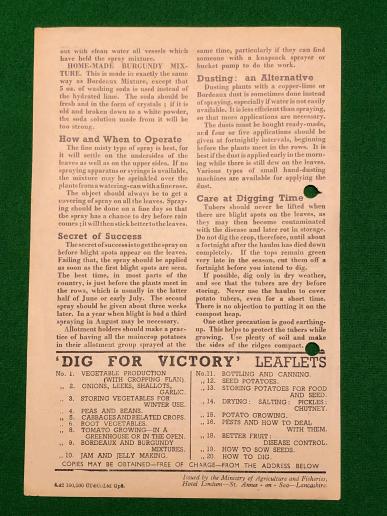 out with clean water all vessels which
have held the spray mixture.
HOME-MADE BURGUNDY MIX-
TURE. This is made in exactly the same
way as Bordeaux Mixture, except that
5 oz. of washing soda is used instead of
the hydrated lime. The soda should be
fresh and in the form of crystals ; if it is
old and broken down to a white powder,
the soda solution made from it will be
too strong.
How and When to Operate
The fine misty type of spray is best, for
it will settle on the undersides of the
leaves as well as on the upper sides. If no
spraying apparatus or syringe is available,
the mixture may be sprinkled over the
plants from a watering-can with a fine rose.
The object should always be to get a
covering of spray on all the leaves. Spray-
ing should be done on a fine day so that
the spray has a chance to dry before rain
comes ; it will then stick better to the leaves.
Secret of Success
The secret of success is to get the spray on
before blight spots appear on the leaves.
Failing that, the spray should be applied
as soon as the first blight spots are seen.
The best time, in most parts of the
country, is just before the plants meet in
the rows, which is usually in the latter
half of June or early July. The second
spray should be given about three weeks
later. In a year when blight is bad a third
spraying in August may be necessary.
Allotment holders should make a prac-
tice of having all the maincrop potatoes
in their allotment group sprayed at the
same time, particularly if they can find
someone with a knapsack sprayer or
bucket pump to do the work.
Dusting: an Alternative
Dusting plants with a copper-lime or
Bordeaux dust is sometimes done instead
of spraying, especially if water is not easily
available. It is less efficient than spraying,
so that more applications are necessary.
The dusts must be bought ready-made,
and four or five applications should be
given at fortnightly intervals, beginning
before the plants meet in the rows. It is
best if the dust is applied early in the morn-
ing while there is still dew on the leaves.
Various types of small hand-dusting
machines are available for applying the
dust.
Care at Digging Time
Tubers should never be lifted when
there are blight spots on the leaves, as
they may then become contaminated
with the disease and later rot in storage.
Do not dig the crop, therefore, until about
a fortnight after the haulm has died down
completely. If the tops remain green
very late in the season, cut them off a
fortnight before you intend to dig.
If possible, dig only in dry weather,
and see that the tubers are dry before
storing. Never use the haulm to cover
potato tubers, even for a short time.
There is no objection to putting it on the
compost heap.
One other precaution is good earthing-
up. This helps to protect the tubers while
growing. Use plenty of soil and make
the sides of the ridges compact.
'DIG FOR VICTORY' LEAFLETS
No. 1. VEGETABLE PRODUCTION
(WITH CROPPING PLAN).
,, 2. ONIONS, LEEKS, SHALLOTS,
GARLIC.
,, 3. STORING VEGETABLES FOR
WINTER USE.
,, 4. PEAS AND BEANS.
,, 5. CABBAGES AND RELATED CROPS.
,, 6. ROOT VEGETABLES.
,, 8. TOMATO GROWING—IN A
GREENHOUSE OR IN THE OPEN.
,, 9. BORDEAUX AND BURGUNDY
MIXTURES.
,, 10. JAM AND JELLY MAKING.
No. 11. BOTTLING AND CANNING.
,, 12. SEED POTATOES.
,, 13. STORING POTATOES FOR FOOD
AND SEED.
,, 14. DRYING: SALTING: PICKLES:
CHUTNEY.
,, 15. POTATO GROWING.
,, 16. PESTS AND HOW TO DEAL
WITH THEM.
,, 18. BETTER FRUIT:
DISEASE CONTROL.
,, 19. HOW TO SOW SEEDS.
,, 20. HOW TO DIG.
COPIES MAY BE OBTAINED—FREE OF CHARGE—FROM THE ADDRESS BELOW
Issued by the Ministry of Agriculture and Fisheries,
Hotel Lindum—St. Annes-on-Sea—Lancashire.